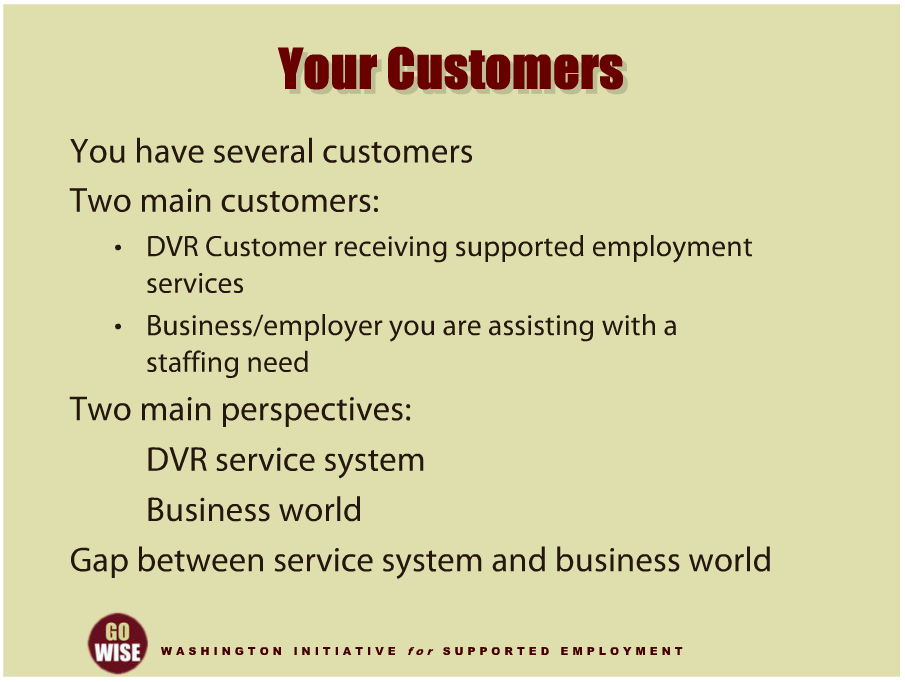 Your Customers
You have several customers
Two main customers:
• DVR Customer receiving supported employment
services
• Business/employer you are assisting with a
staffing need
Two main perspectives:
DVR service system
Business world
Gap between service system and business world
GO
WISE
WASHINGTON INITIATIVE for SUPPORTED EMPLOYMENT